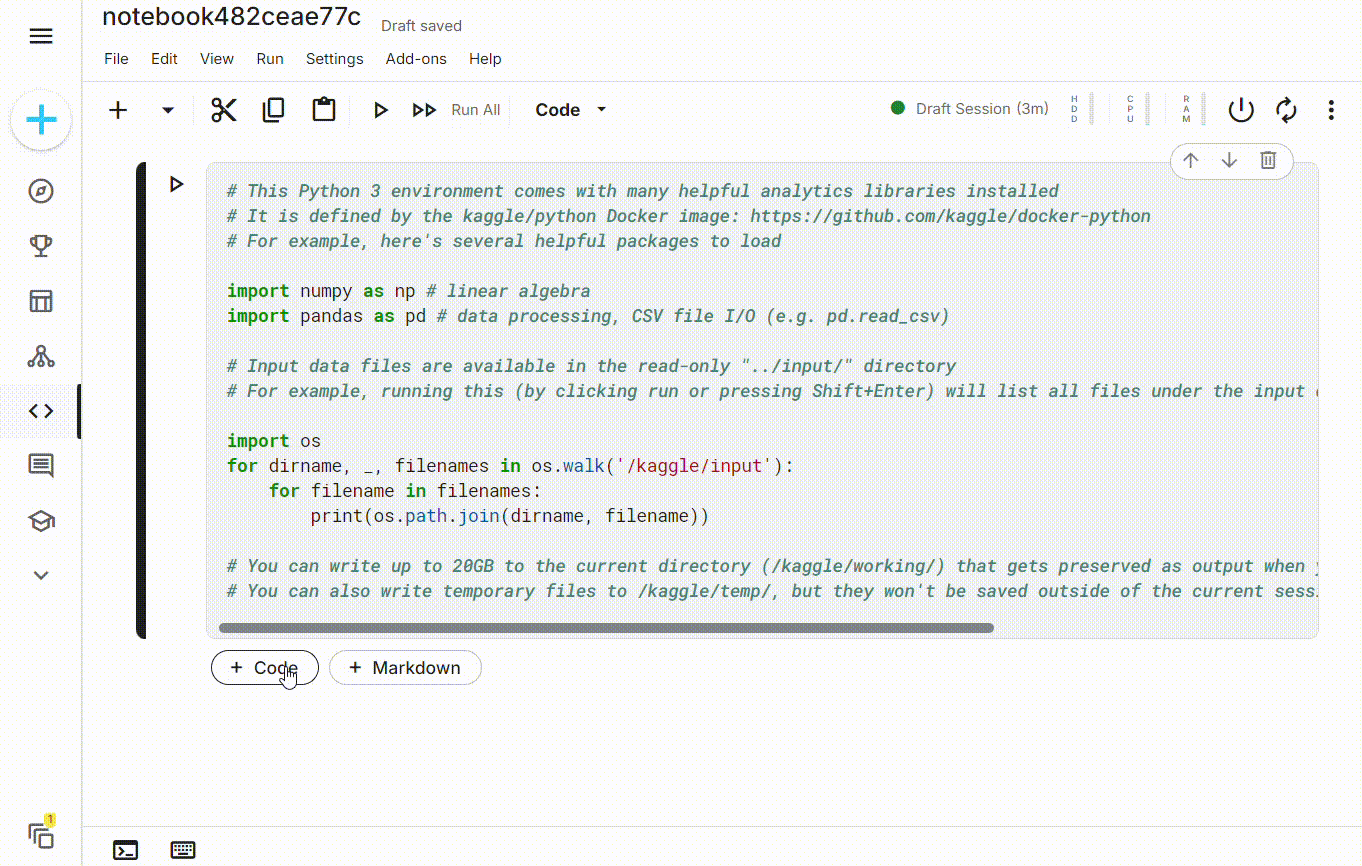 notebook482ceae77c Draft saved
File Edit View Run Settings Add-ons Help
Run All Code Draft Session (3m) HDD CPU RAM
# This Python 3 environment comes with many helpful analytics libraries installed
# It is defined by the kaggle/python Docker image: https://github.com/kaggle/docker-python
# For example, here's several helpful packages to load
import numpy as np # linear algebra
import pandas as pd # data processing, CSV file I/O (e.g. pd.read_csv)
# Input data files are available in the read-only "../input/" directory
# For example, running this (by clicking run or pressing Shift+Enter) will list all files under the input
import os
for dirname, _, filenames in os.walk('/kaggle/input'):
    for filename in filenames:
        print(os.path.join(dirname, filename))
# You can write up to 20GB to the current directory (/kaggle/working/) that gets preserved as output when
# You can also write temporary files to /kaggle/temp/, but they won't be saved outside of the current sess
+ Code + Markdown
1